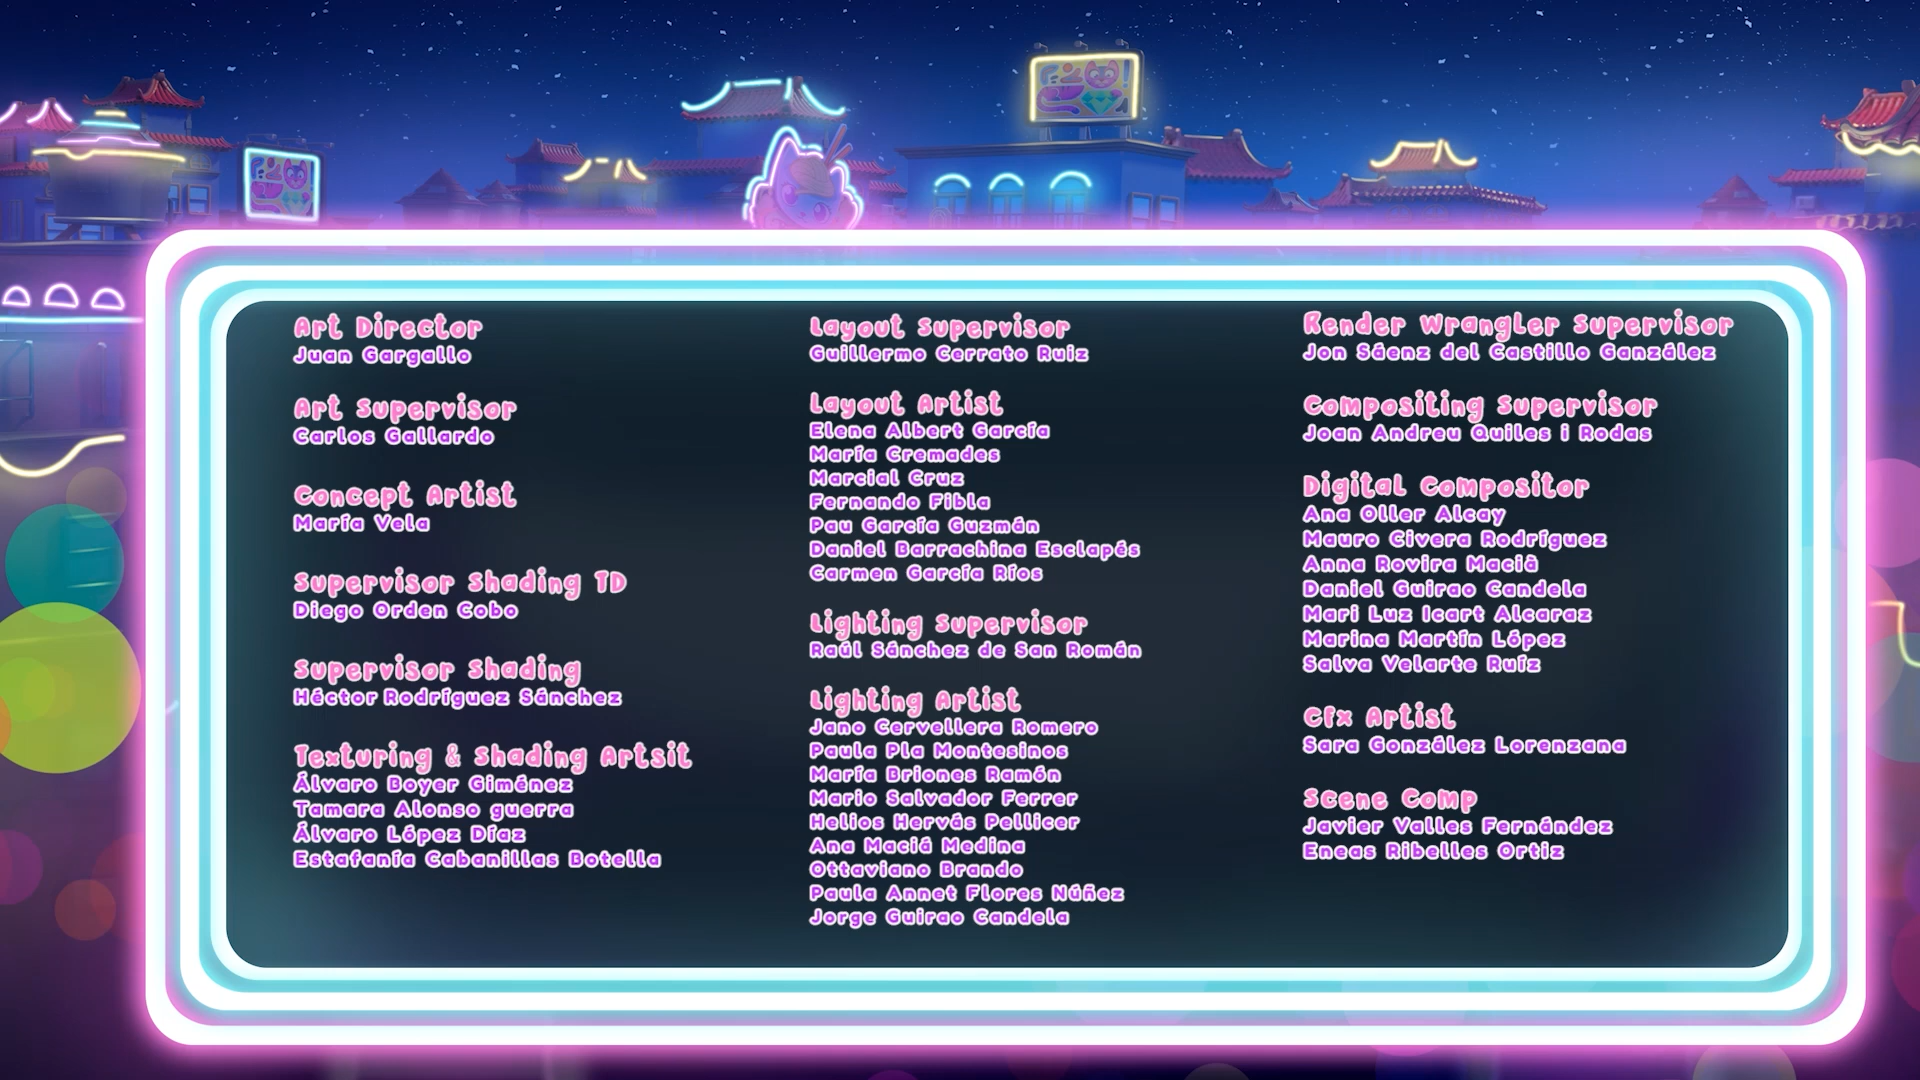 Art Director
Juan Gargallo
Art Supervisor
Carlos Gallardo
Concept Artist
María Vela
Supervisor Shading TD
Diego Orden Cobo
Supervisor Shading
Héctor Rodríguez Sánchez
Texturing & Shading Artsit
Álvaro Boyer Giménez
Tamara Alonso guerra
Álvaro López Díaz
Estafanía Cabanillas Botella
Layout Supervisor
Guillermo Cerrato Ruiz
Layout Artist
Elena Albert García
María Cremades
Marcial Cruz
Fernando Fibla
Pau García Guzmán
Daniel Barrachina Esclapés
Carmen García Ríos
Lighting Supervisor
Raúl Sánchez de San Román
Lighting Artist
Jano Cervellera Romero
Paula Pla Montesinos
María Briones Ramón
Mario Salvador Ferrer
Helios Hervás Pellicer
Ana Maciá Medina
Ottaviano Brando
Paula Annet Flores Núñez
Jorge Guirao Candela
Render Wrangler Supervisor
Jon Sáenz del Castillo Ganzález
Compositing Supervisor
Joan Andreu Quiles i Rodas
Digital Compositor
Ana Oller Alcay
Mauro Civera Rodríguez
Anna Rovira Macià
Daniel Guirao Candela
Mari Luz Icart Alcaraz
Marina Martín López
Salva Velarte Ruíz
Cfx Artist
Sara González Lorenzana
Scene Comp
Javier Valles Fernández
Eneas Ribelles Ortiz